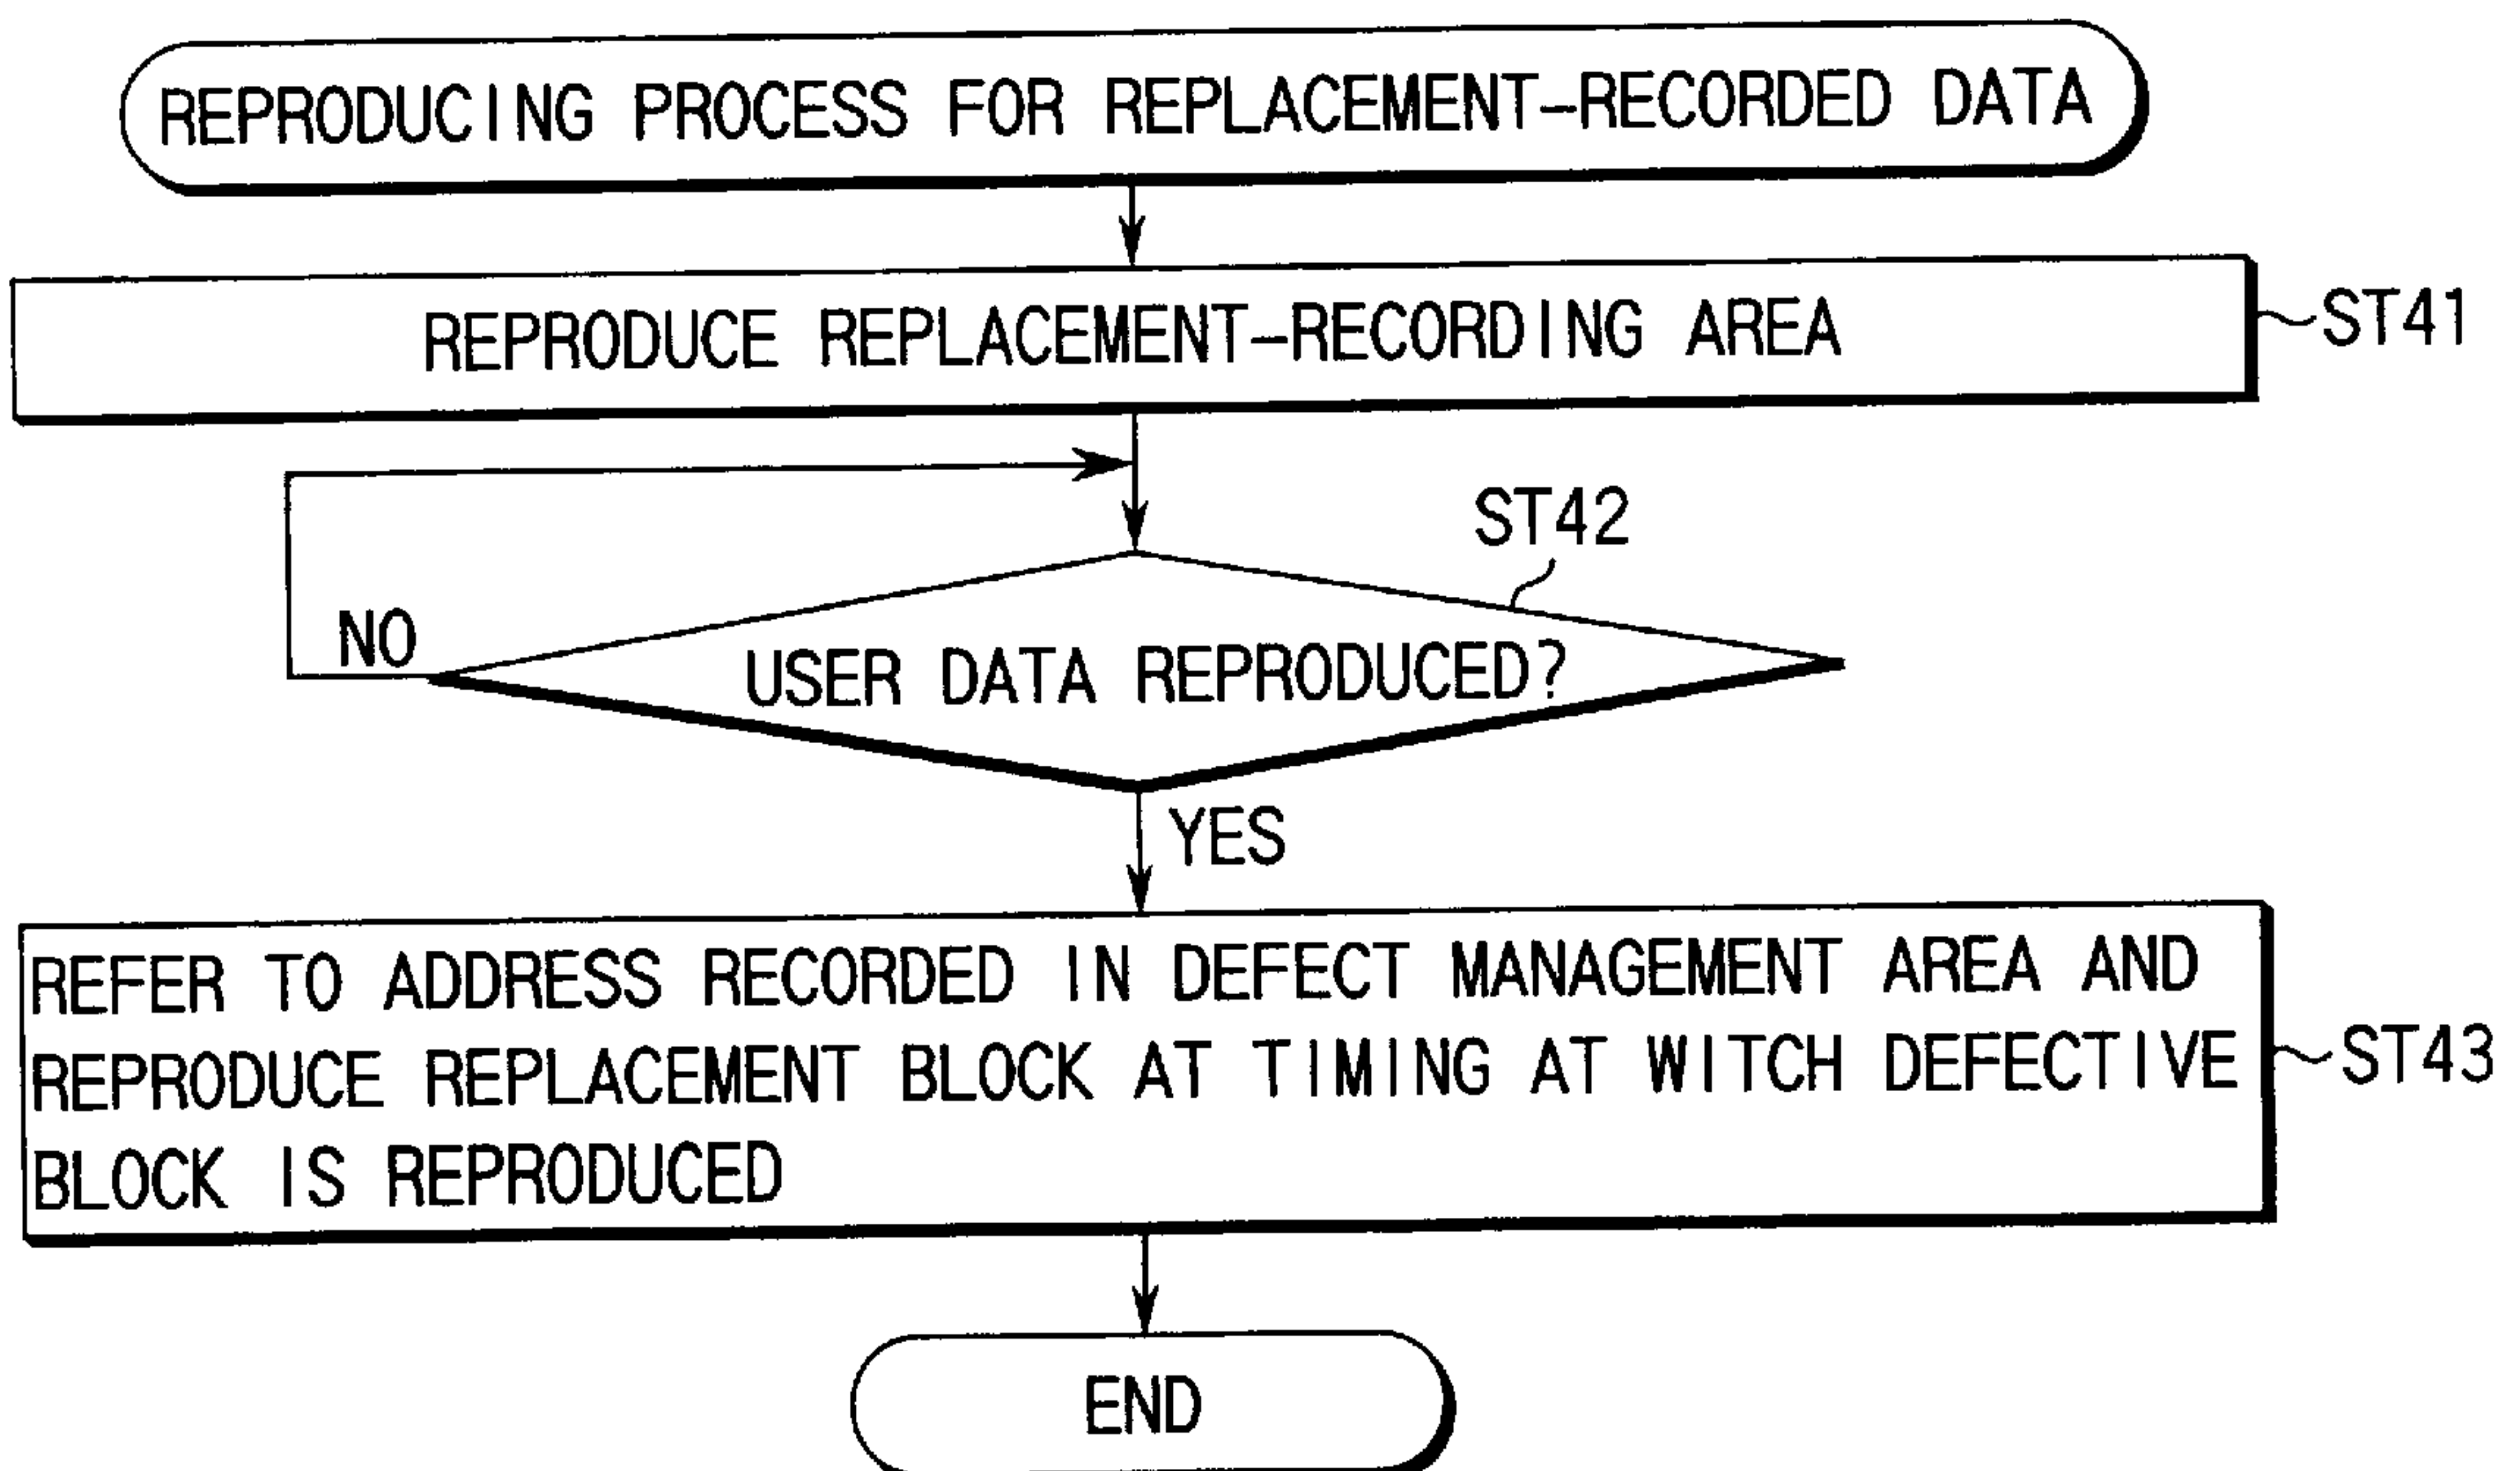 REPRODUCING PROCESS FOR REPLACEMENT-RECORDED DATA
REPRODUCE REPLACEMENT-RECORDING AREA
ST41
ST42
NO
USER DATA REPRODUCED?
YES
REFER TO ADDRESS RECORDED IN DEFECT MANAGEMENT AREA AND
REPRODUCE REPLACEMENT BLOCK AT TIMING AT WITCH DEFECTIVE
BLOCK IS REPRODUCED
ST43
END